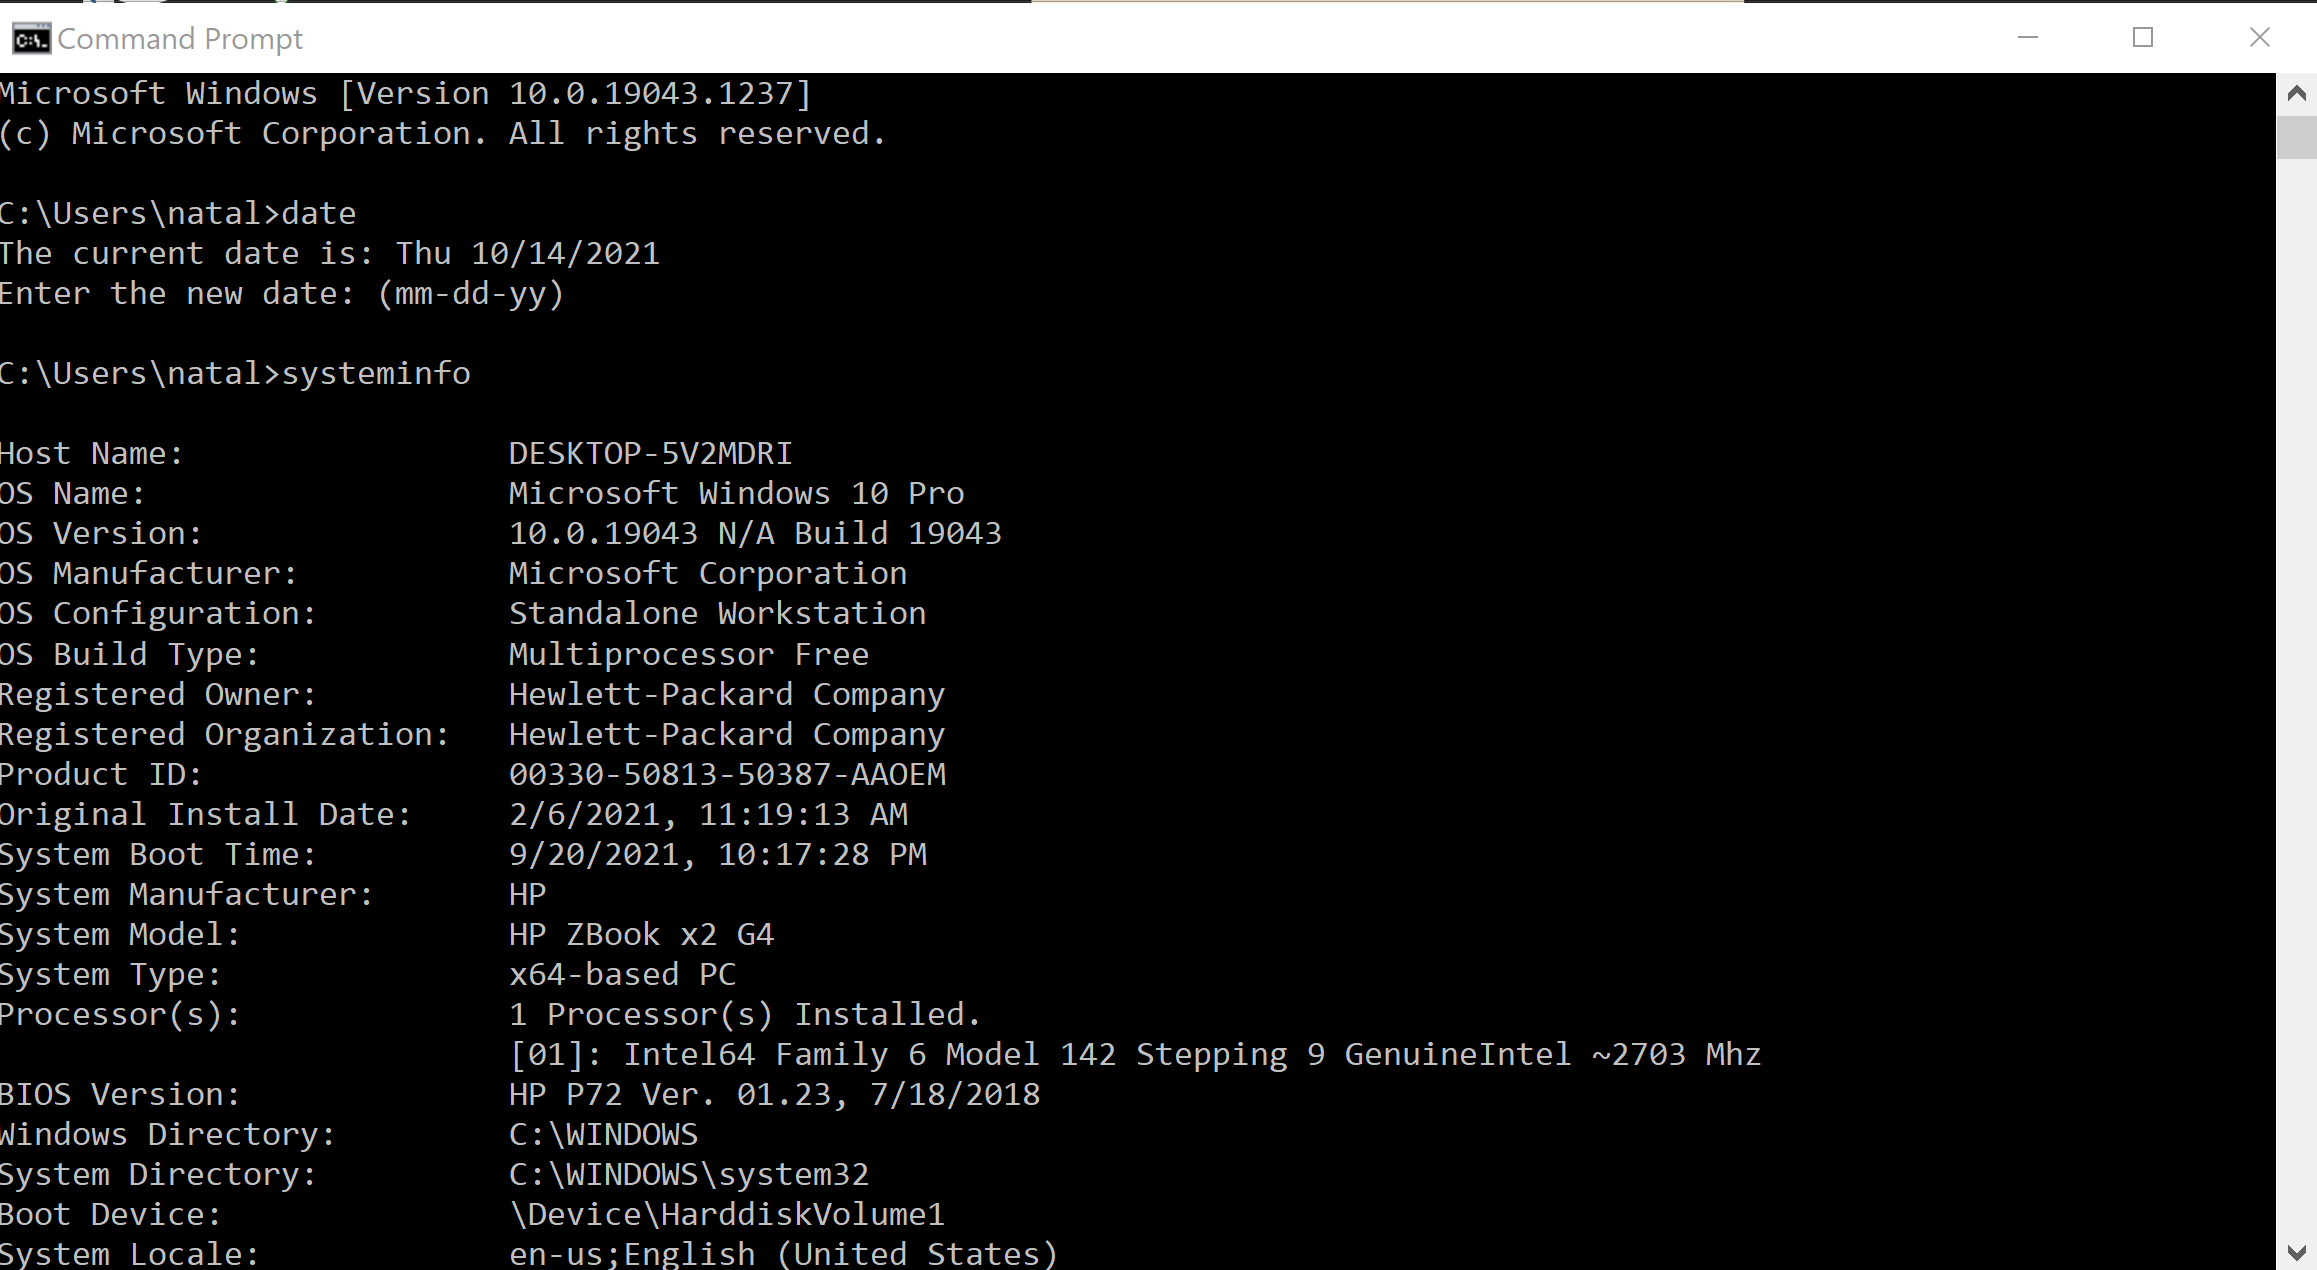 Command Prompt
Microsoft Windows [Version 10.0.19043.1237]
(c) Microsoft Corporation. All rights reserved.
C:\Users\natal>date
The current date is: Thu 10/14/2021
Enter the new date: (mm-dd-yy)
C:\Users\natal>systeminfo
Host Name: DESKTOP-5V2MDRI
OS Name: Microsoft Windows 10 Pro
OS Version: 10.0.19043 N/A Build 19043
OS Manufacturer: Microsoft Corporation
OS Configuration: Standalone Workstation
OS Build Type: Multiprocessor Free
Registered Owner: Hewlett-Packard Company
Registered Organization: Hewlett-Packard Company
Product ID: 00330-50813-50387-AAOEM
Original Install Date: 2/6/2021, 11:19:13 AM
System Boot Time: 9/20/2021, 10:17:28 PM
System Manufacturer: HP
System Model: HP ZBook x2 G4
System Type: x64-based PC
Processor(s): 1 Processor(s) Installed.
[01]: Intel64 Family 6 Model 142 Stepping 9 GenuineIntel ~2703 Mhz
BIOS Version: HP P72 Ver. 01.23, 7/18/2018
Windows Directory: C:\WINDOWS
System Directory: C:\WINDOWS\system32
Boot Device: \Device\HarddiskVolume1
System Locale: en-us;English (United States)